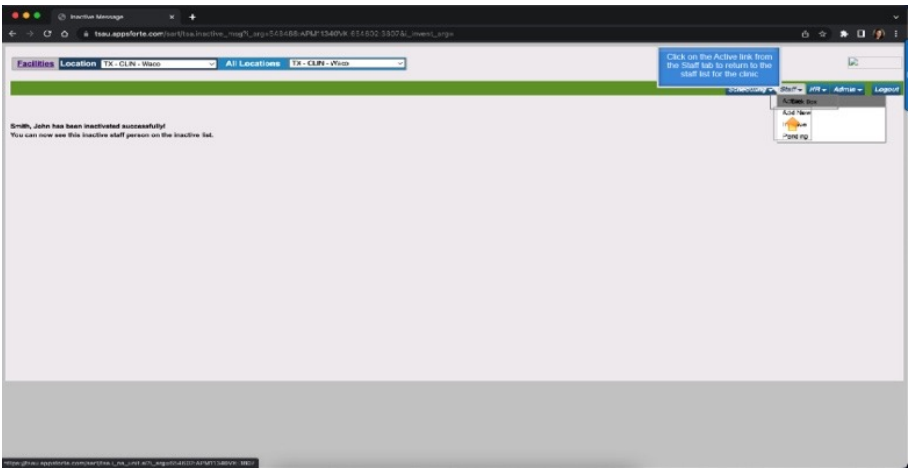 Inactive Message
Facilities Location TX - CLIN - Waco All Locations TX - CLIN - Waco
Click on the Active link from
the Staff tab to return to the
staff list for the clinic
Scheduling Staff HR Admin Logout
Add New
Pending
Smith, John has been inactivated successfully!
You can now see this inactive staff person on the inactive list.